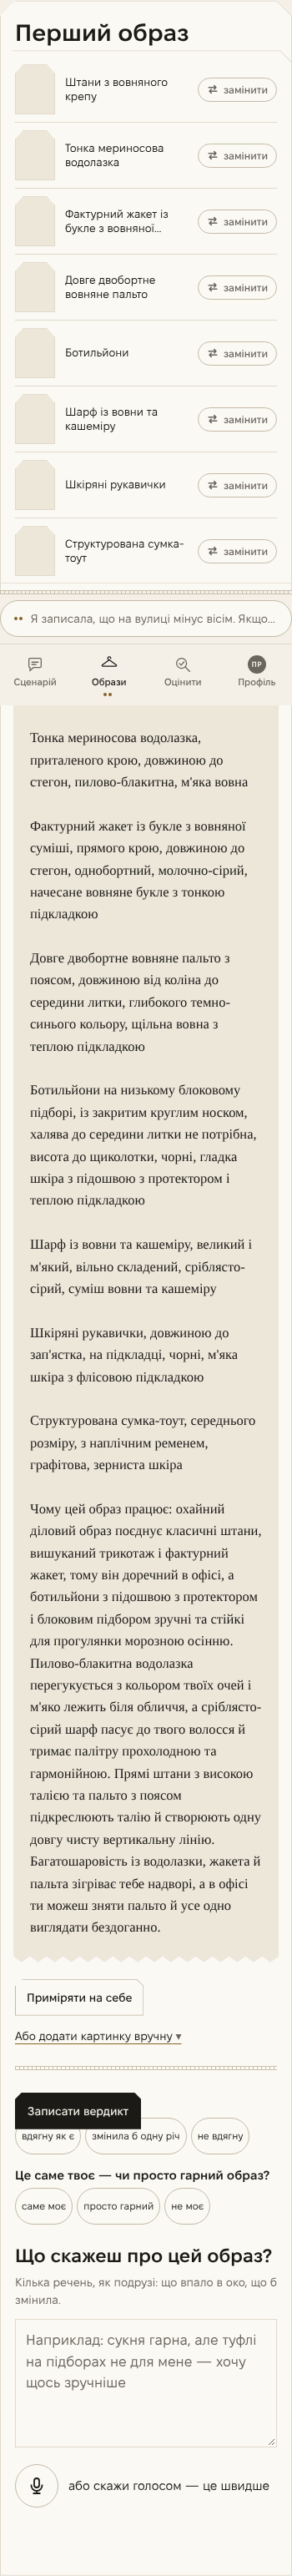 Перший образ
Штани з вовняного
крепу
замінити
Тонка мериносова
водолазка
замінити
Фактурний жакет із
букле з вовняної...
замінити
Довге двобортне
вовняне пальто
замінити
Ботильйони
замінити
Шарф із вовни та
кашеміру
замінити
Шкіряні рукавички
замінити
Структурована сумка-
тоут
замінити
Я записала, що на вулиці мінус вісім. Якщо...
Сценарій
Образи
Оцінити
ПР
Профіль
Тонка мериносова водолазка,
приталеного крою, довжиною до
стегон, пилово-блакитна, м'яка вовна
Фактурний жакет із букле з вовняної
суміші, прямого крою, довжиною до
стегон, однобортний, молочно-сірий,
начесане вовняне букле з тонкою
підкладкою
Довге двобортне вовняне пальто з
поясом, довжиною від коліна до
середини литки, глибокого темно-
синього кольору, щільна вовна з
теплою підкладкою
Ботильйони на низькому блоковому
підборі, із закритим круглим носком,
халява до середини литки не потрібна,
висота до щиколотки, чорні, гладка
шкіра з підошвою з протектором і
теплою підкладкою
Шарф із вовни та кашеміру, великий і
м'який, вільно складений, сріблясто-
сірий, суміш вовни та кашеміру
Шкіряні рукавички, довжиною до
зап'ястка, на підкладці, чорні, м'яка
шкіра з флісовою підкладкою
Структурована сумка-тоут, середнього
розміру, з наплічним ременем,
графітова, зерниста шкіра
Чому цей образ працює: охайний
діловий образ поєднує класичні штани,
вишуканий трикотаж і фактурний
жакет, тому він доречний в офісі, а
ботильйони з підошвою з протектором
і блоковим підбором зручні та стійкі
для прогулянки морозною осінню.
Пилово-блакитна водолазка
перегукується з кольором твоїх очей і
м'яко лежить біля обличчя, а сріблясто-
сірий шарф пасує до твого волосся й
тримає палітру прохолодною та
гармонійною. Прямі штани з високою
талією та пальто з поясом
підкреслюють талію й створюють одну
довгу чисту вертикальну лінію.
Багатошаровість із водолазки, жакета й
пальта зігріває тебе надворі, а в офісі
ти можеш зняти пальто й усе одно
виглядати бездоганно.
Приміряти на себе
Або додати картинку вручну ▾
Записати вердикт
вдягну як є
змінила б одну річ
не вдягну
Це саме твоє — чи просто гарний образ?
саме моє
просто гарний
не моє
Що скажеш про цей образ?
Кілька речень, як подрузі: що впало в око, що б
змінила.
Наприклад: сукня гарна, але туфлі
на підборах не для мене — хочу
щось зручніше
або скажи голосом — це швидше